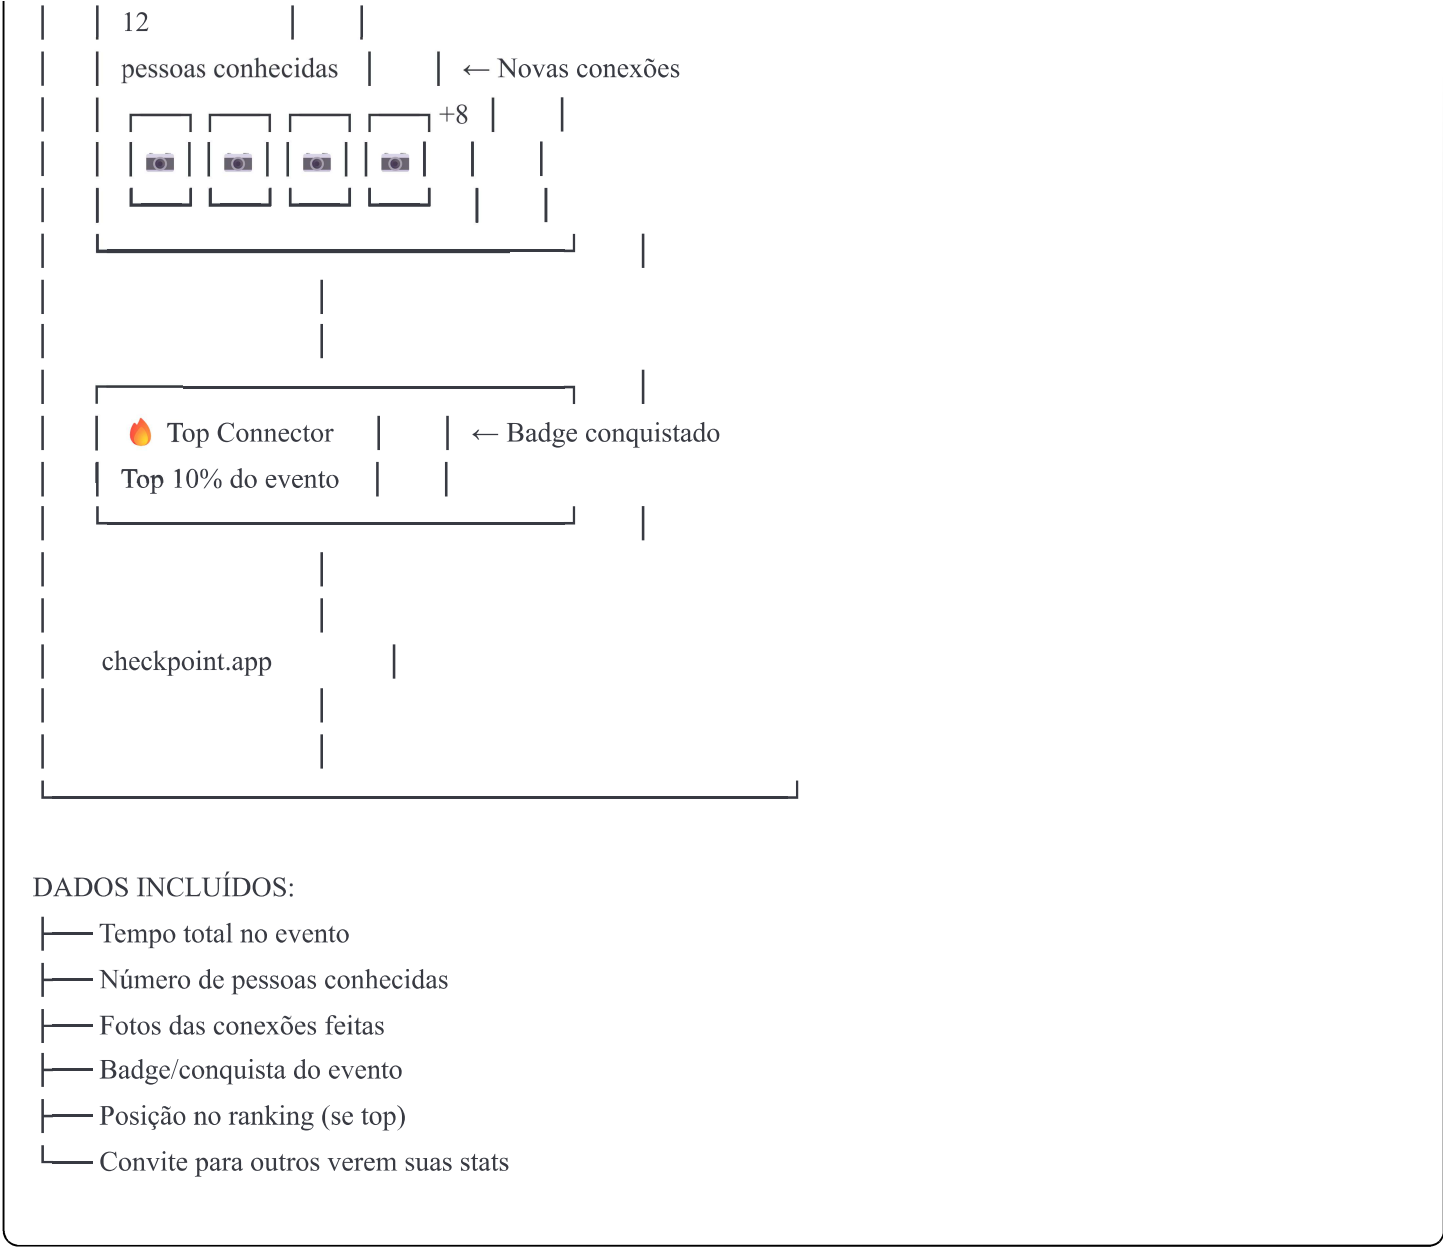 12
pessoas conhecidas ← Novas conexões
+8
🔥 Top Connector ← Badge conquistado
Top 10% do evento
checkpoint.app
DADOS INCLUÍDOS:
├── Tempo total no evento
├── Número de pessoas conhecidas
├── Fotos das conexões feitas
├── Badge/conquista do evento
├── Posição no ranking (se top)
└── Convite para outros verem suas stats